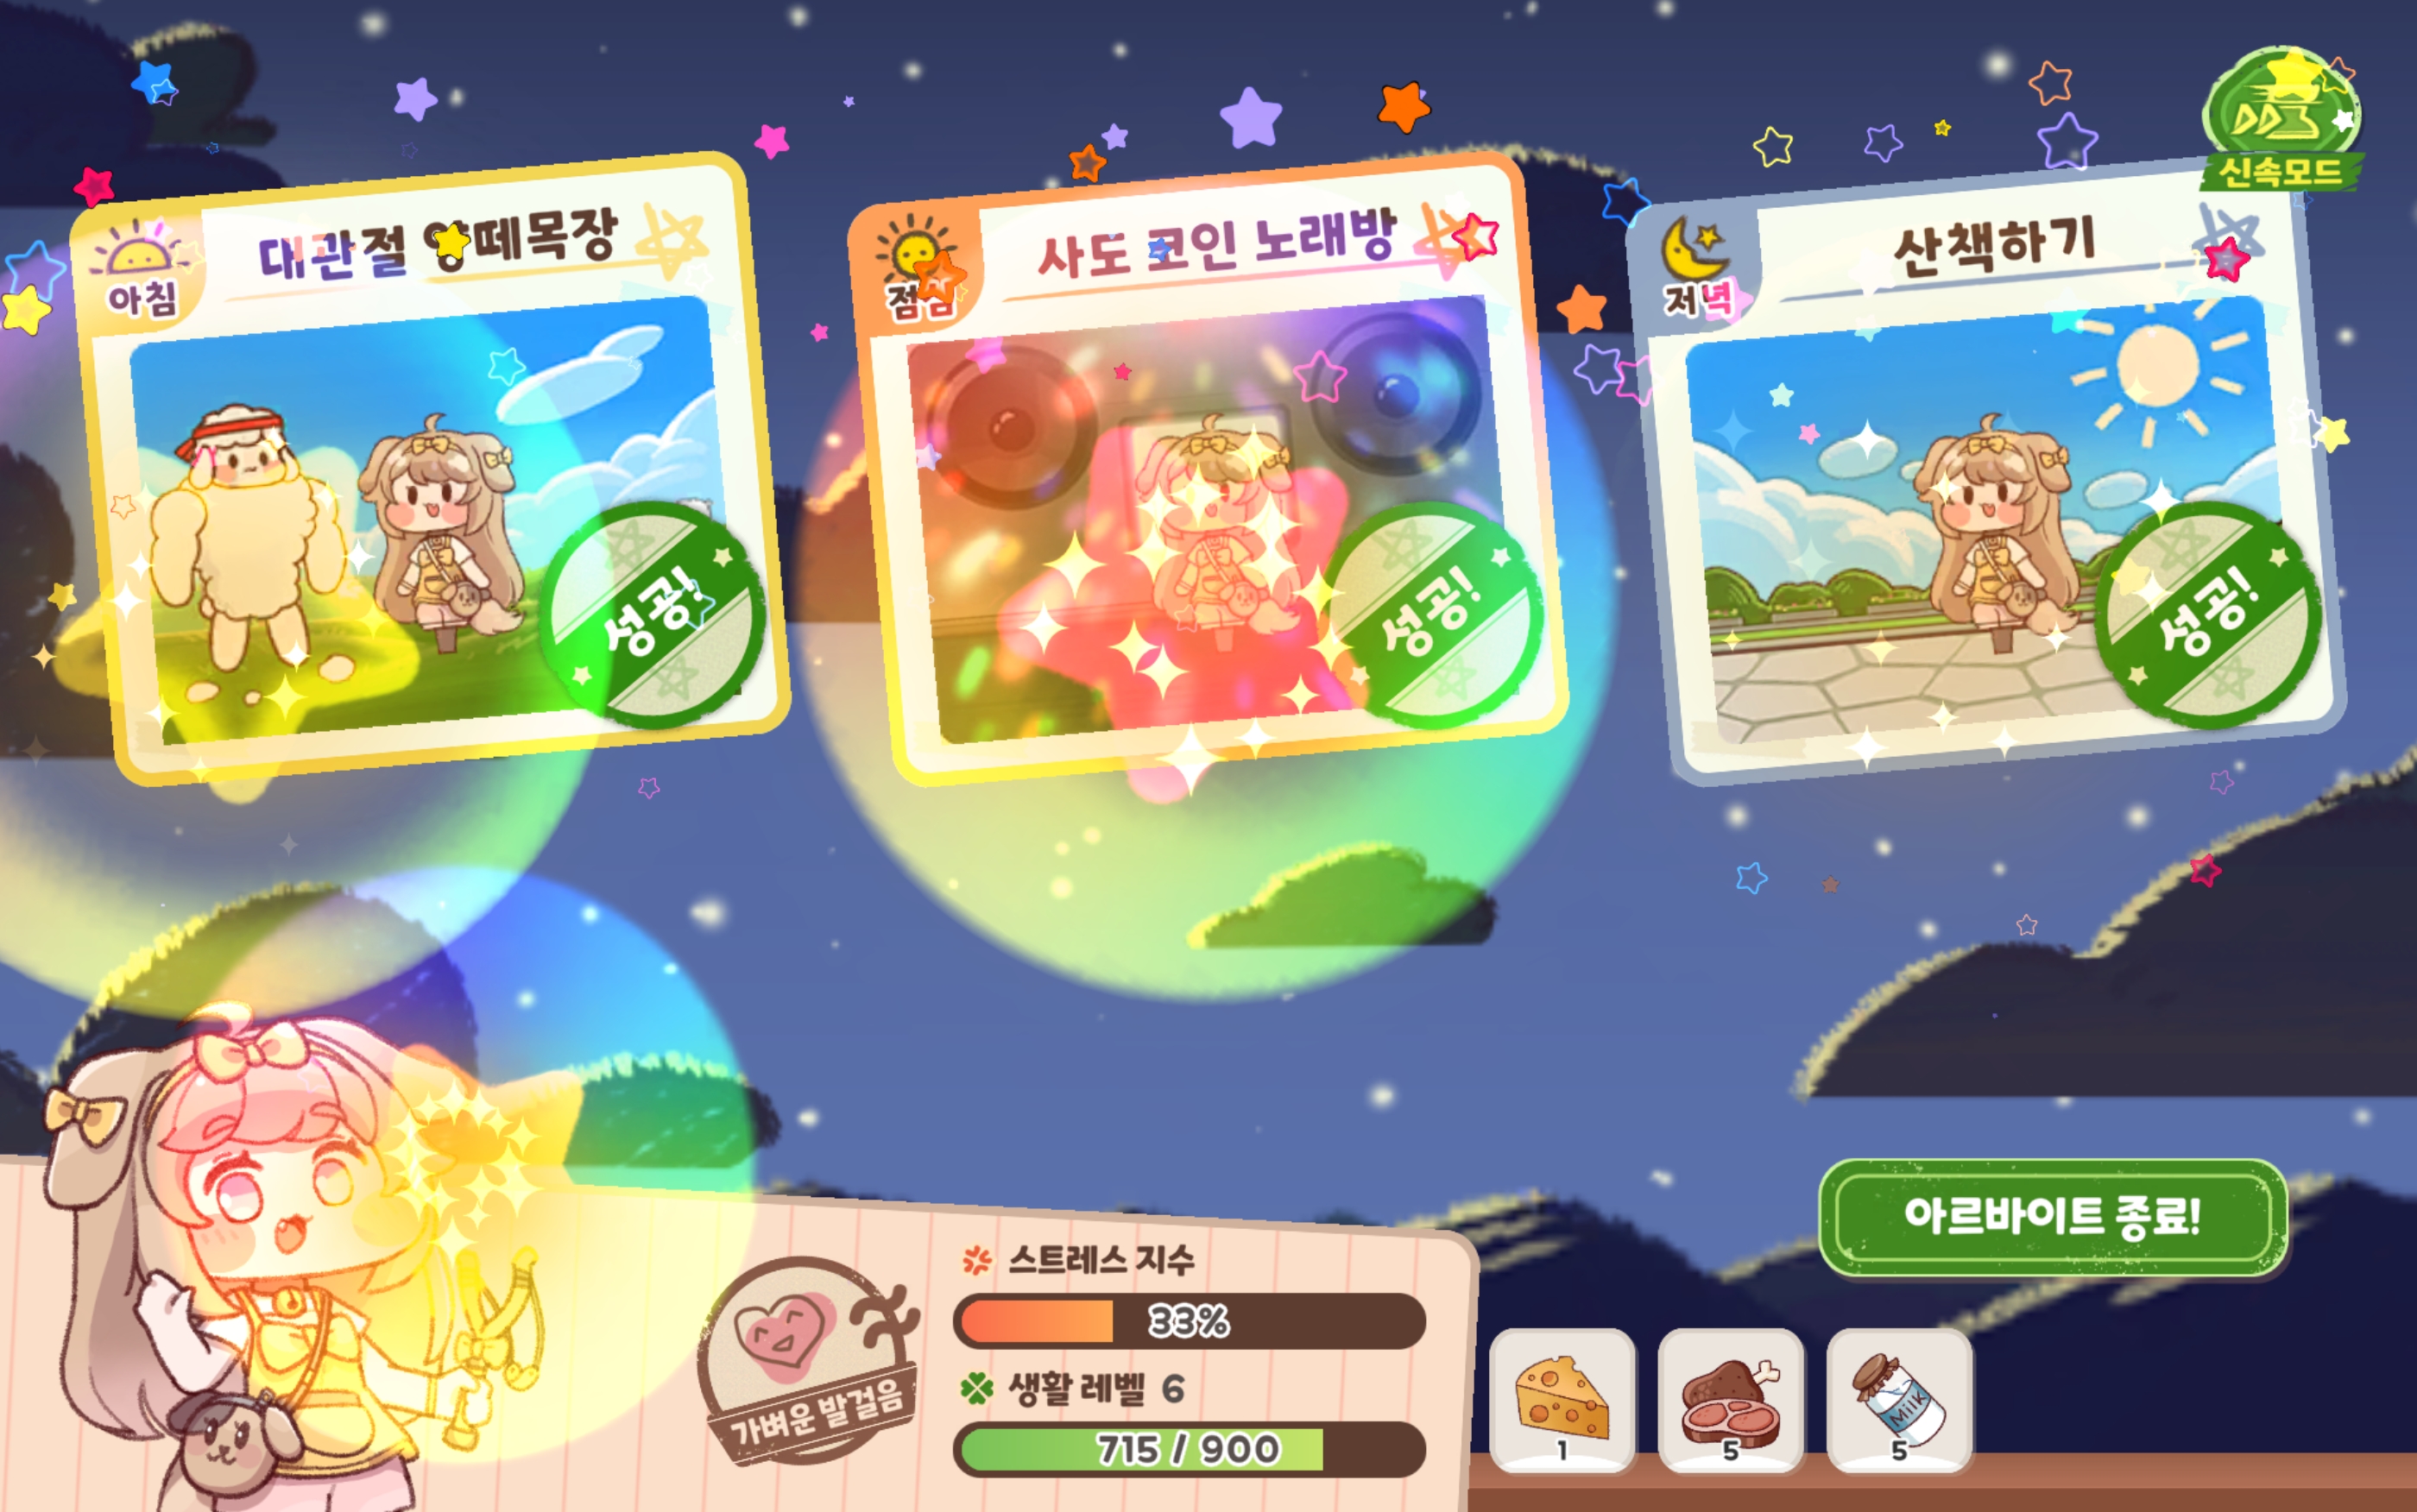 신속모드
아침
대관절 양떼목장
성공!
점심
사도 코인 노래방
성공!
저녁
산책하기
성공!
아르바이트 종료!
가벼운 발걸음
스트레스 지수
33%
생활 레벨 6
715 / 900
1
5
Milk
5